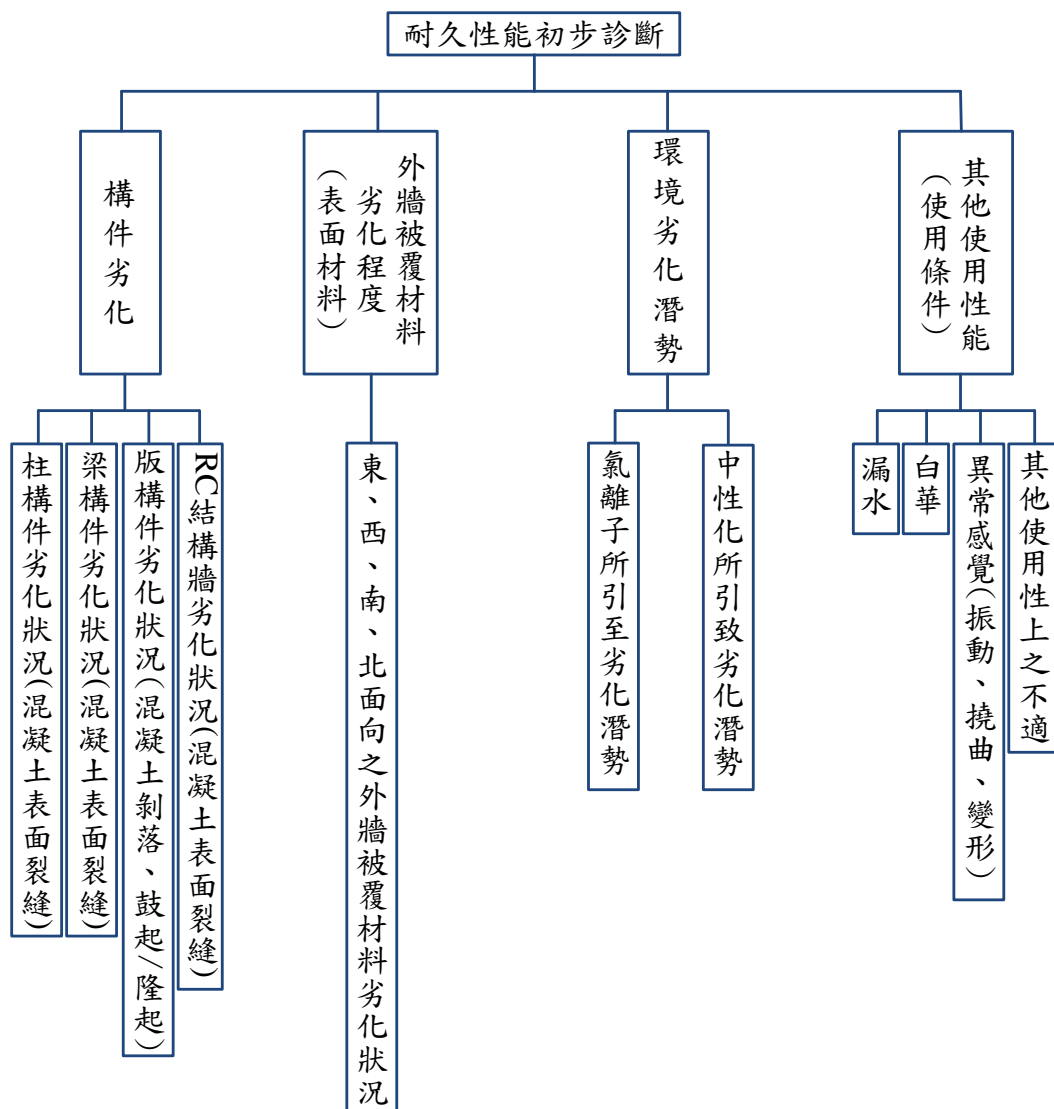 耐久性能初步診斷
構件劣化
外牆被覆材料
劣化程度
(表面材料)
環境劣化潛勢
其他使用性能
(使用條件)
柱構件劣化狀況(混凝土表面裂縫)
梁構件劣化狀況(混凝土表面裂縫)
版構件劣化狀況(混凝土剝落、鼓起/隆起)
RC結構牆劣化狀況(混凝土表面裂縫)
東、西、南、北面向之外牆被覆材料劣化狀況
氯離子所引至劣化潛勢
中性化所引致劣化潛勢
漏水
白華
異常感覺(振動、撓曲、變形)
其他使用性上之不適